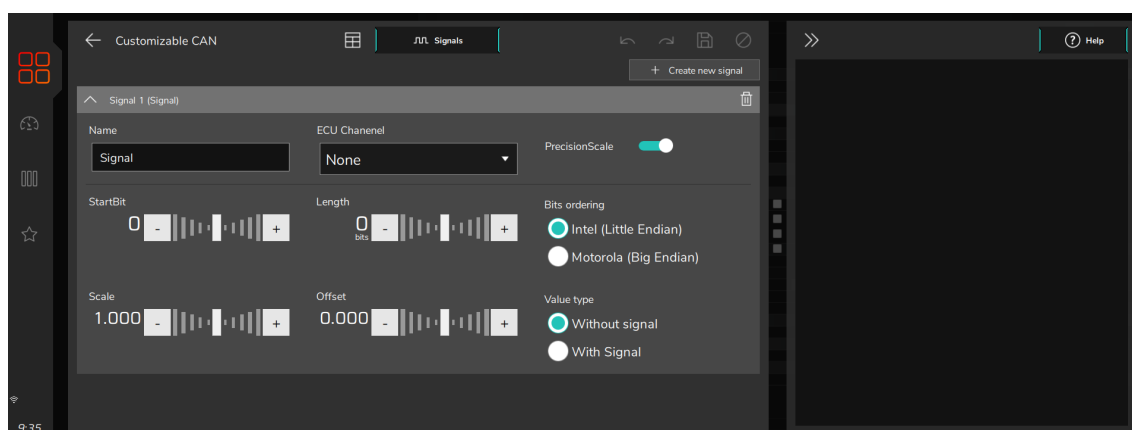 Customizable CAN
Signals
Help
+ Create new signal
Signal 1 (Signal)
Name
ECU Chanenel
Signal
None
PrecisionScale
StartBit
Length
Bits ordering
0
- +
0
bits
- +
Intel (Little Endian)
Motorola (Big Endian)
Scale
Offset
Value type
1.000
- +
0.000
- +
Without signal
With Signal
9:35